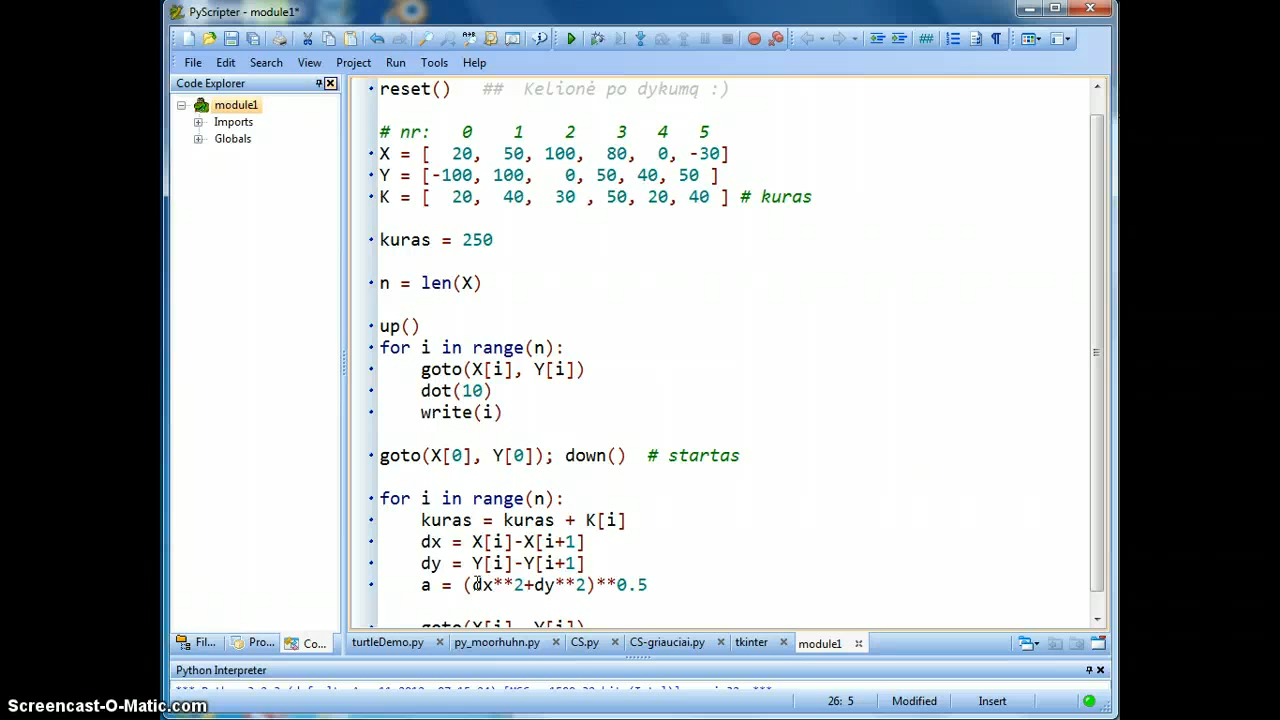 PyScripter - module1*
File Edit Search View Project Run Tools Help
Code Explorer
module1
Imports
Globals
reset()   ##  Kelionė po dykumą :)
# nr:   0    1    2    3   4   5
X = [  20,  50, 100,  80,  0, -30]
Y = [-100, 100,   0, 50, 40, 50 ]
K = [  20,  40,  30 , 50, 20, 40 ] # kuras
kuras = 250
n = len(X)
up()
for i in range(n):
    goto(X[i], Y[i])
    dot(10)
    write(i)
goto(X[0], Y[0]); down()  # startas
for i in range(n):
    kuras = kuras + K[i]
    dx = X[i]-X[i+1]
    dy = Y[i]-Y[i+1]
    a = (dx**2+dy**2)**0.5
    goto(X[i], Y[i])
Fil... Pro... Co... turtleDemo.py py_moorhuhn.py CS.py CS-griauciai.py tkinter module1
Python Interpreter
26: 5 Modified Insert
Screencast-O-Matic.com